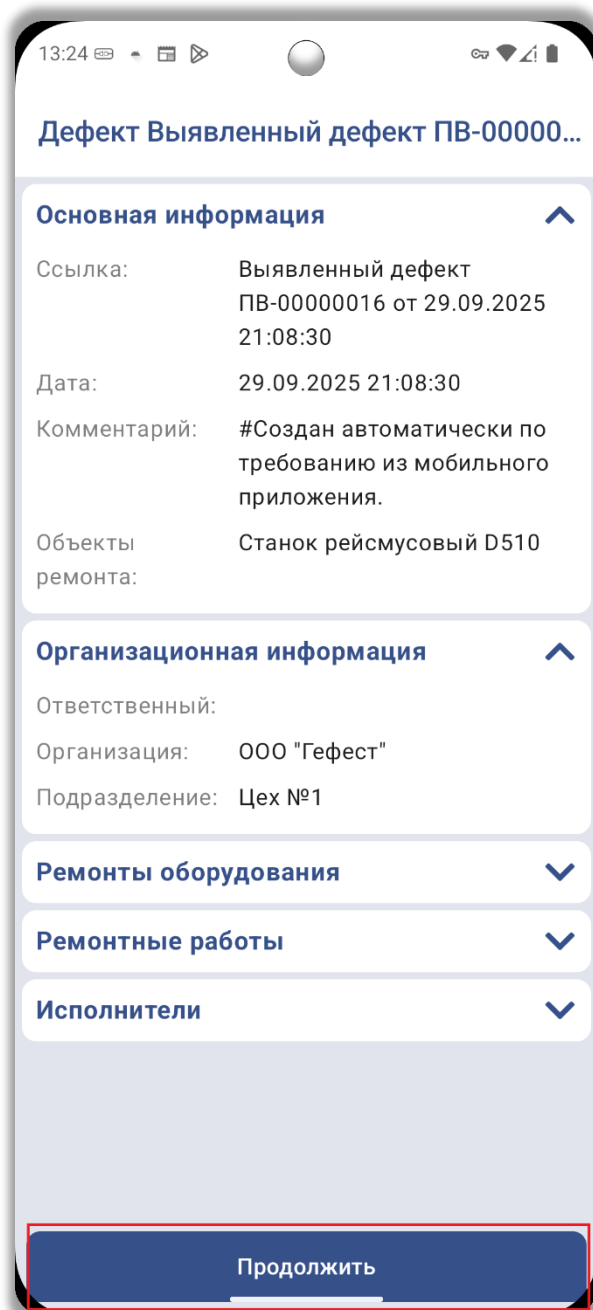 13:24
Дефект Выявленный дефект ПВ-00000...
Основная информация
Ссылка: Выявленный дефект
ПВ-00000016 от 29.09.2025
21:08:30
Дата: 29.09.2025 21:08:30
Комментарий: #Создан автоматически по
требованию из мобильного
приложения.
Объекты Станок рейсмусовый D510
ремонта:
Организационная информация
Ответственный:
Организация: ООО "Гефест"
Подразделение: Цех №1
Ремонты оборудования
Ремонтные работы
Исполнители
Продолжить